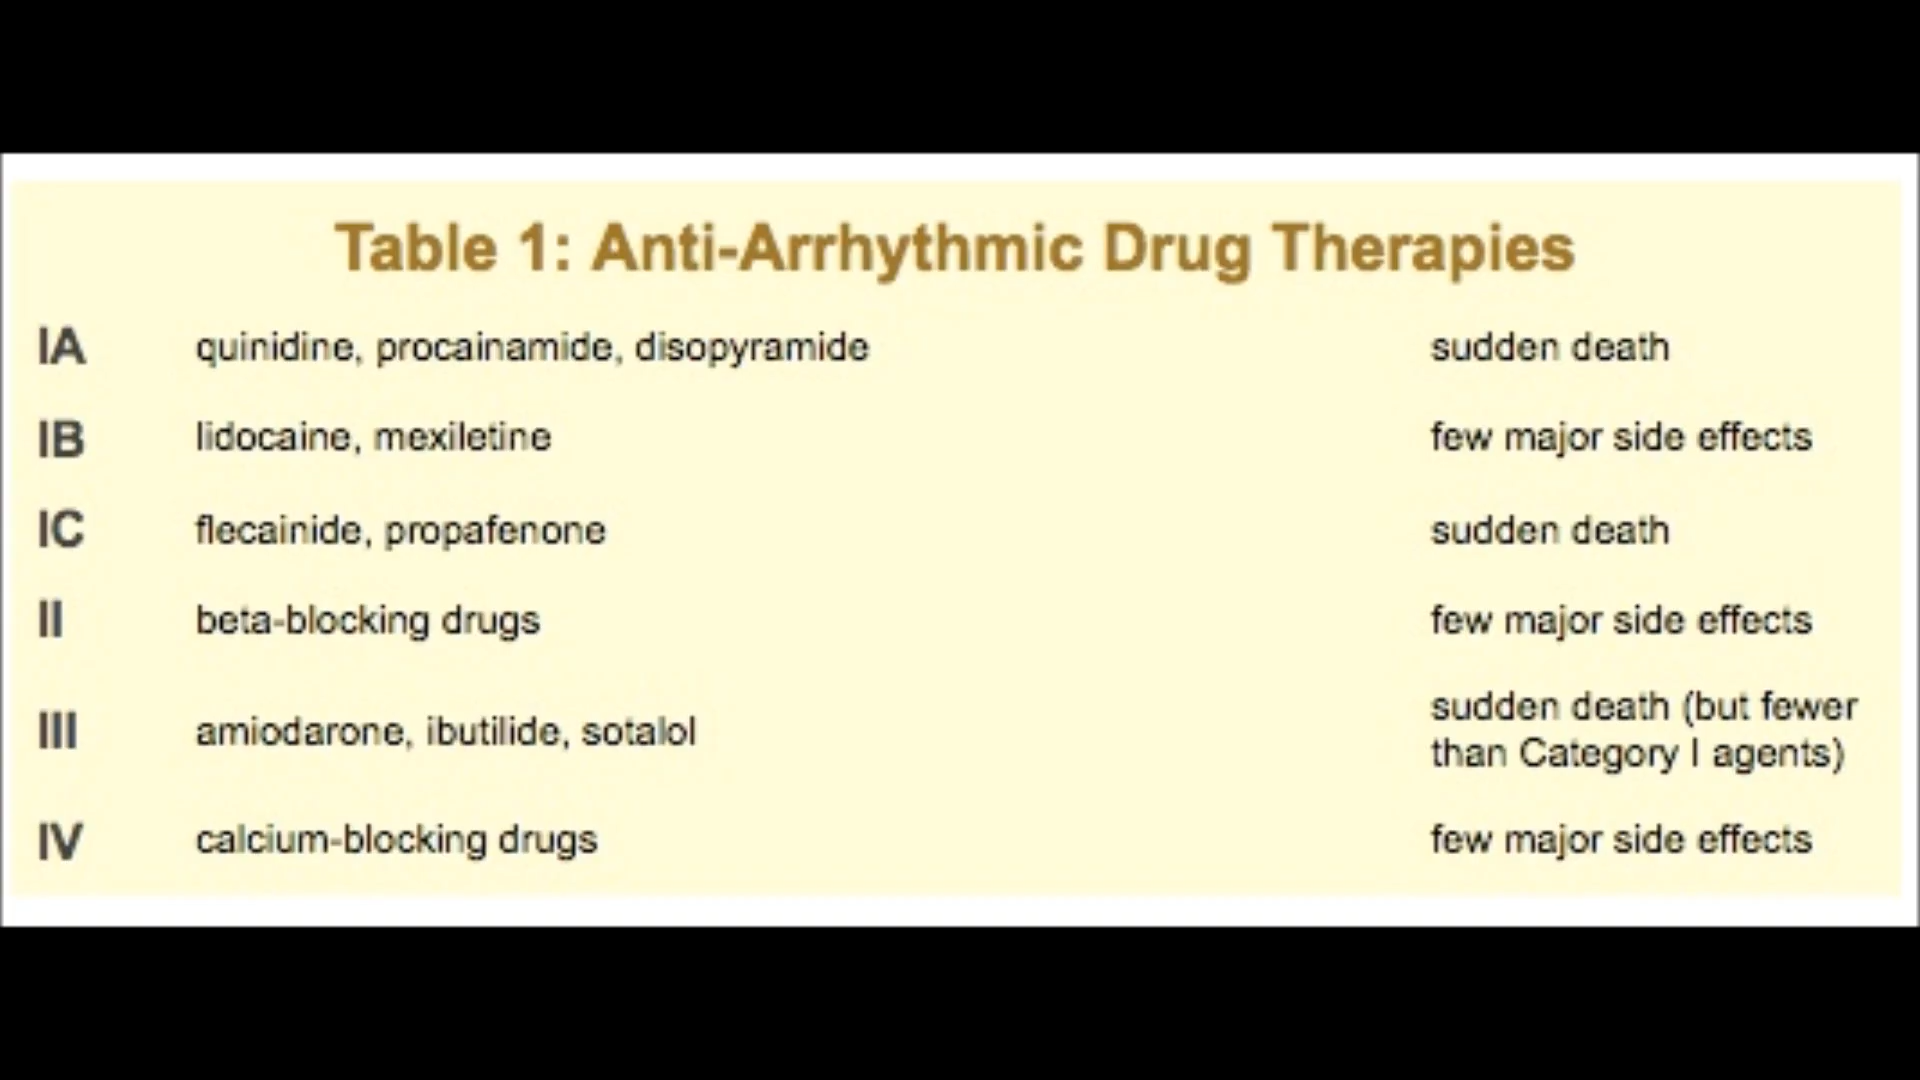 Table 1: Anti-Arrhythmic Drug Therapies
IA quinidine, procainamide, disopyramide sudden death
IB lidocaine, mexiletine few major side effects
IC flecainide, propafenone sudden death
II beta-blocking drugs few major side effects
III amiodarone, ibutilide, sotalol sudden death (but fewer
than Category I agents)
IV calcium-blocking drugs few major side effects